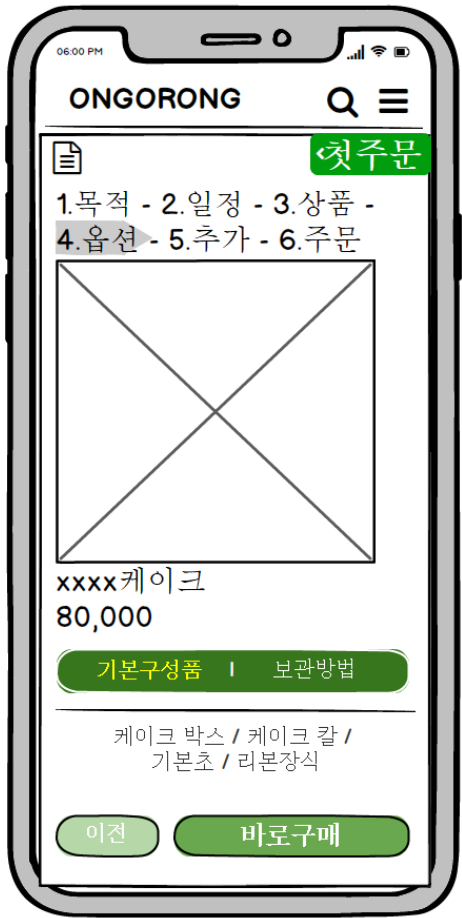 06:00 PM
ONGORONG
<첫주문
1.목적 - 2.일정 - 3.상품 -
4.옵션 - 5.추가 - 6.주문
xxxx케이크
80,000
기본구성품 | 보관방법
케이크 박스 / 케이크 칼 /
기본초 / 리본장식
이전 바로구매